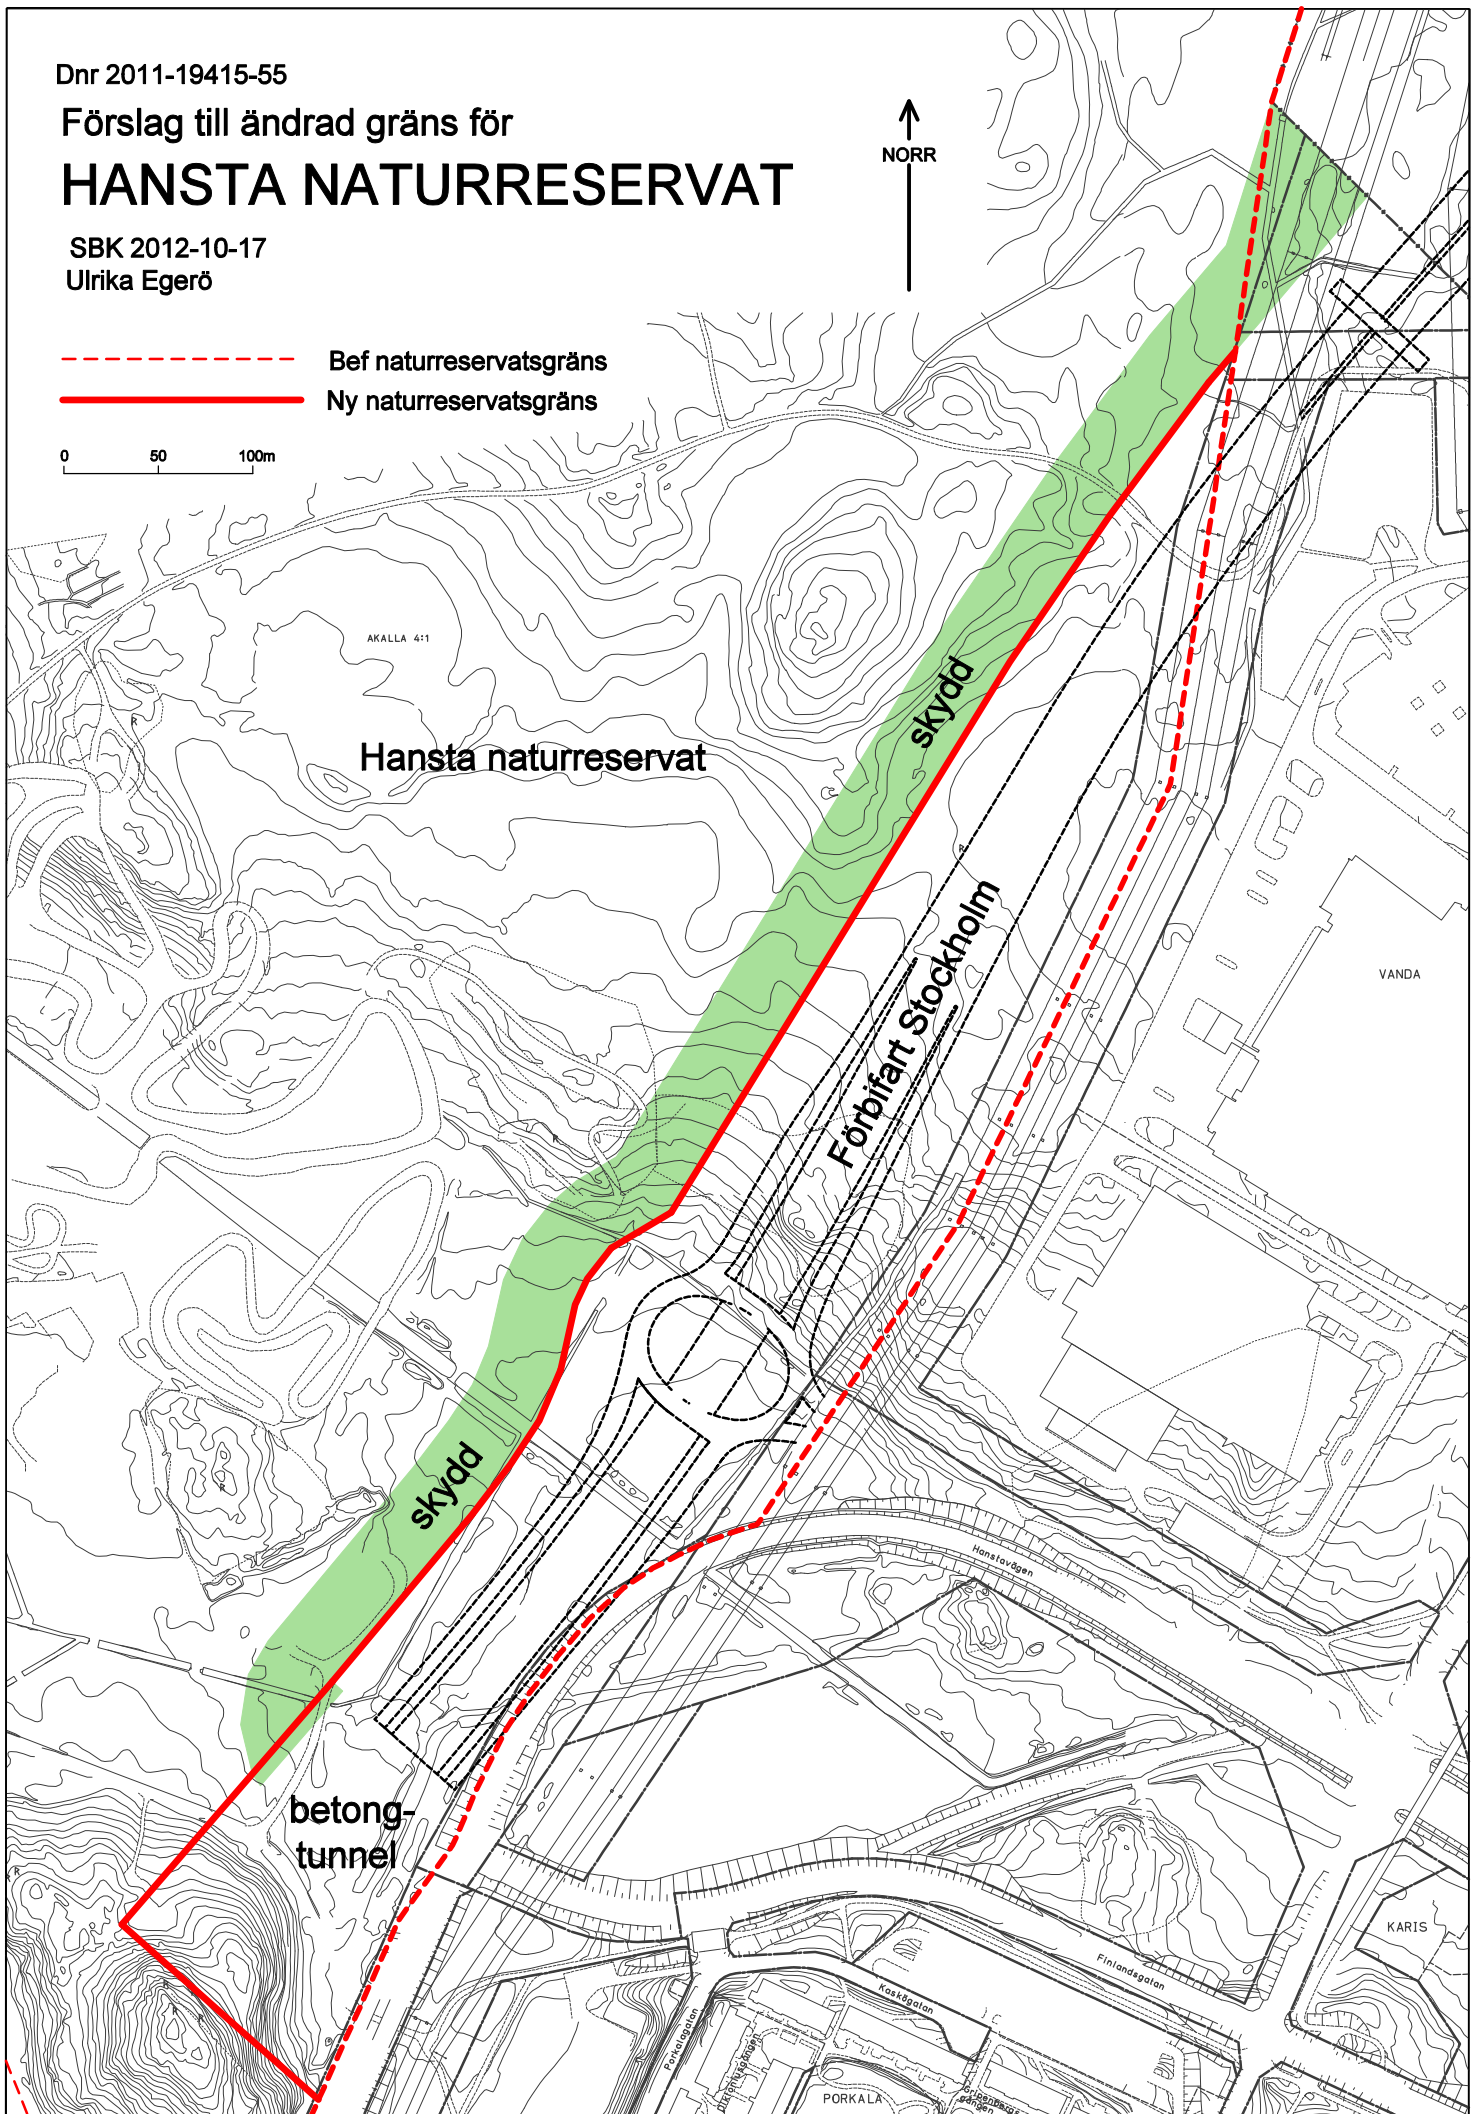 Dnr 2011-19415-55
Förslag till ändrad gräns för
HANSTA NATURRESERVAT
SBK 2012-10-17
Ulrika Egerö
NORR
Bef naturreservatsgräns
Ny naturreservatsgräns
0 50 100m
AKALLA 4:1
R
skydd
Hansta naturreservat
R
Förbifart Stockholm
VANDA
R
skydd
R
Hanstavägen
betong-
tunnel
R
R
KARIS
Finlandsgatan
Kaskögatan
R
R
R
Porkalagatan
PORKALA